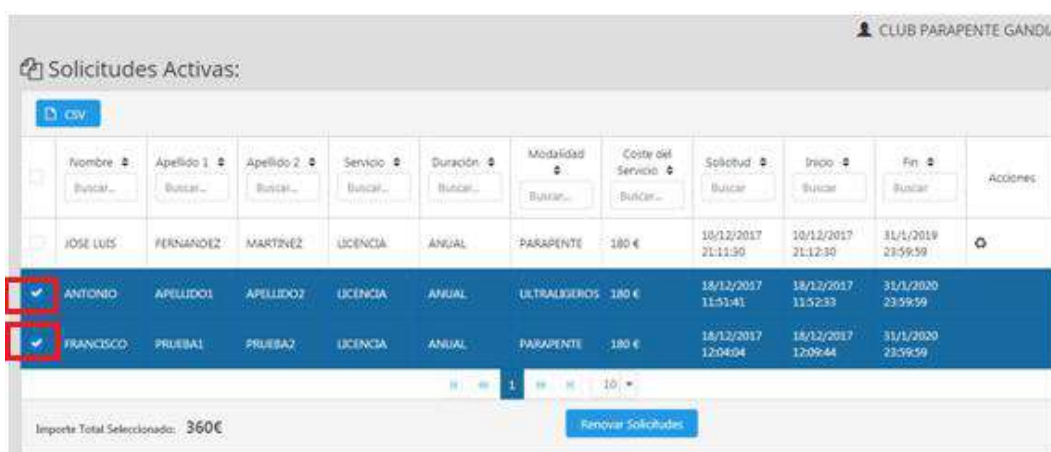 CLUB PARAPENTE GANDI
Solicitudes Activas:
CSV
Nombre Apellido 1 Apellido 2 Servicio Duración Modalidad Coste del Servicio Solicitud Inicio Fin Acciones
Buscar... Buscar... Buscar... Buscar... Buscar... Buscar... Buscar... Buscar Buscar Buscar
JOSE LUIS FERNANDEZ MARTINEZ LICENCIA ANUAL PARAPENTE 180 € 10/12/2017 21:11:30 10/12/2017 21:12:30 31/1/2019 23:59:59
ANTONIO APELLIDO1 APELLIDO2 LICENCIA ANUAL ULTRALIGEROS 180 € 18/12/2017 11:51:41 18/12/2017 11:52:33 31/1/2020 23:59:59
FRANCISCO PRUEBA1 PRUEBA2 LICENCIA ANUAL PARAPENTE 180 € 18/12/2017 12:04:04 18/12/2017 12:09:44 31/1/2020 23:59:59
1 10
Importe Total Seleccionado: 360€ Renovar Solicitudes